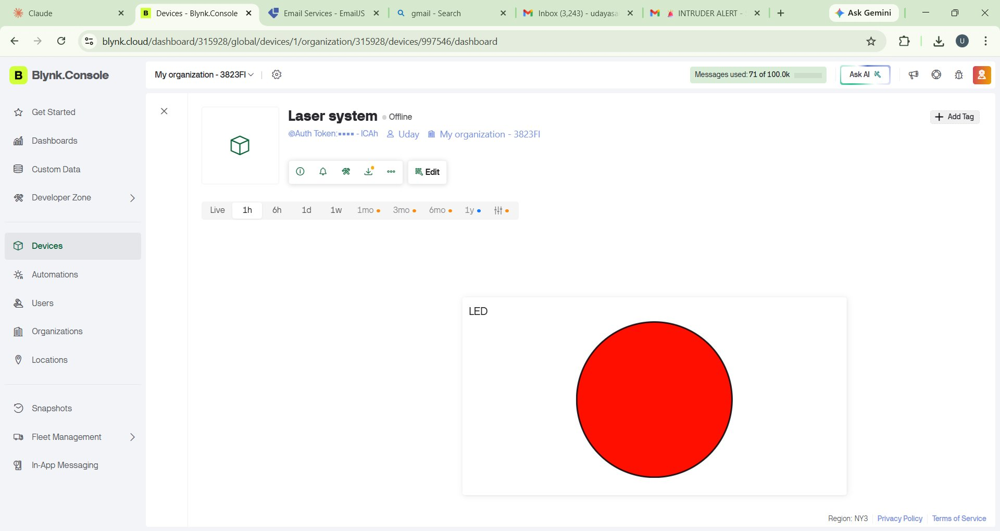 Claude
Devices - Blynk.Console
Email Services - EmailJS
gmail - Search
Inbox (3,243) - udayasa
INTRUDER ALERT -
Ask Gemini
blynk.cloud/dashboard/315928/global/devices/1/organization/315928/devices/997546/dashboard
U
B Blynk.Console
My organization - 3823FI
Messages used: 71 of 100.0k
Ask AI
Get Started
Dashboards
Custom Data
Developer Zone
Devices
Automations
Users
Organizations
Locations
Snapshots
Fleet Management
In-App Messaging
Laser system
Offline
Add Tag
Auth Token:•••• - ICAh
Uday
My organization - 3823FI
Edit
Live 1h 6h 1d 1w 1mo 3mo 6mo 1y
LED
Region: NY3
Privacy Policy
Terms of Service